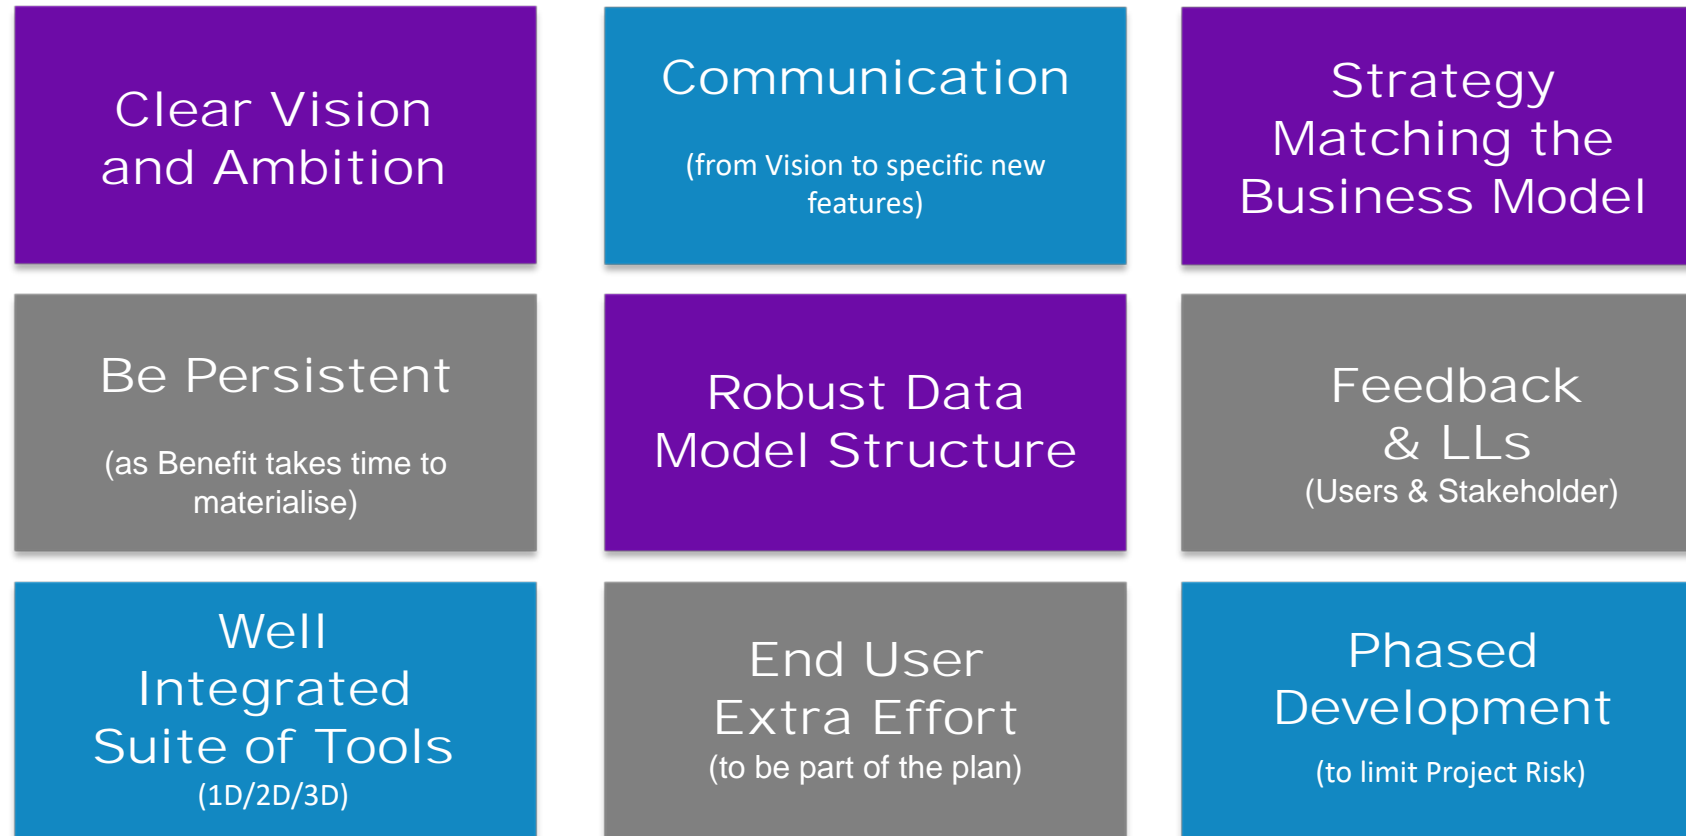 Clear Vision
and Ambition
Communication
(from Vision to specific new
features)
Strategy
Matching the
Business Model
Be Persistent
(as Benefit takes time to
materialise)
Robust Data
Model Structure
Feedback
& LLs
(Users & Stakeholder)
Well
Integrated
Suite of Tools
(1D/2D/3D)
End User
Extra Effort
(to be part of the plan)
Phased
Development
(to limit Project Risk)